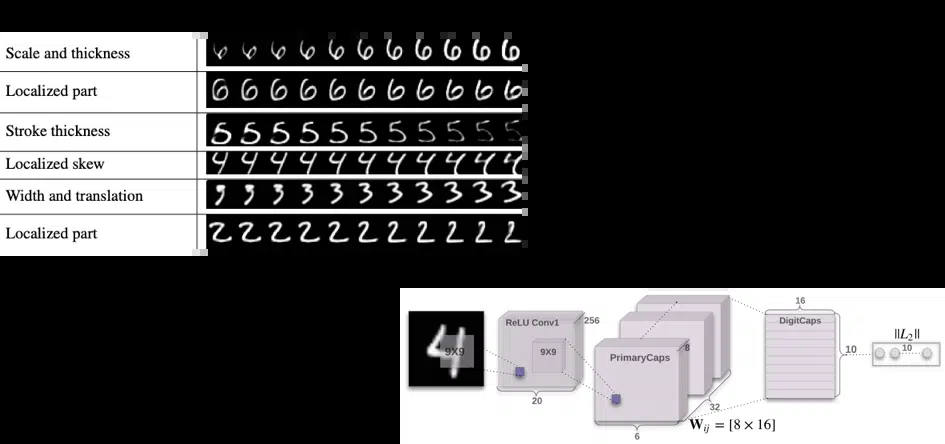 Scale and thickness
6 6 6 6 6 6 6 6 6 6 6
Localized part
6 6 6 6 6 6 6 6 6 6 6
Stroke thickness
5 5 5 5 5 5 5 5 5 5 5
Localized skew
4 4 4 4 4 4 4 4 4 4 4
Width and translation
3 3 3 3 3 3 3 3 3 3 3
Localized part
2 2 2 2 2 2 2 2 2 2 2
4
9X9
ReLU Conv1
256
9X9
20
PrimaryCaps
8
6
32
W_ij = [8 × 16]
16
DigitCaps
10
||L₂||
10